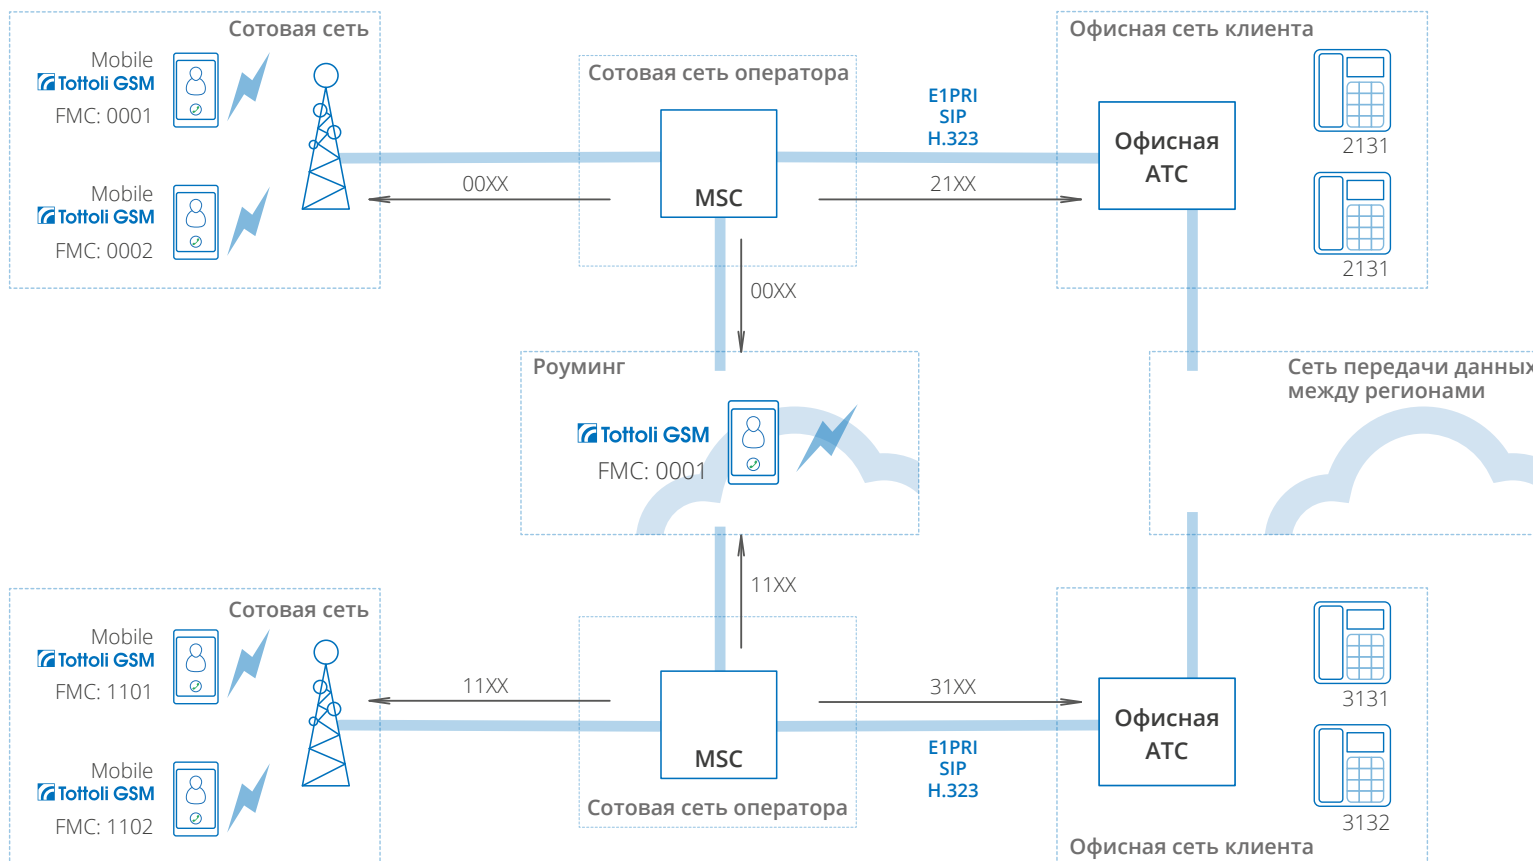 Сотовая сеть
Mobile
Tottoli GSM
FMC: 0001
Mobile
Tottoli GSM
FMC: 0002
00XX
Сотовая сеть оператора
MSC
E1PRI
SIP
H.323
21XX
00XX
Офисная сеть клиента
Офисная
АТС
2131
2131
Роуминг
Tottoli GSM
FMC: 0001
Сеть передачи данных
между регионами
11XX
Сотовая сеть
Mobile
Tottoli GSM
FMC: 1101
Mobile
Tottoli GSM
FMC: 1102
11XX
MSC
Сотовая сеть оператора
31XX
E1PRI
SIP
H.323
Офисная
АТС
3131
3132
Офисная сеть клиента